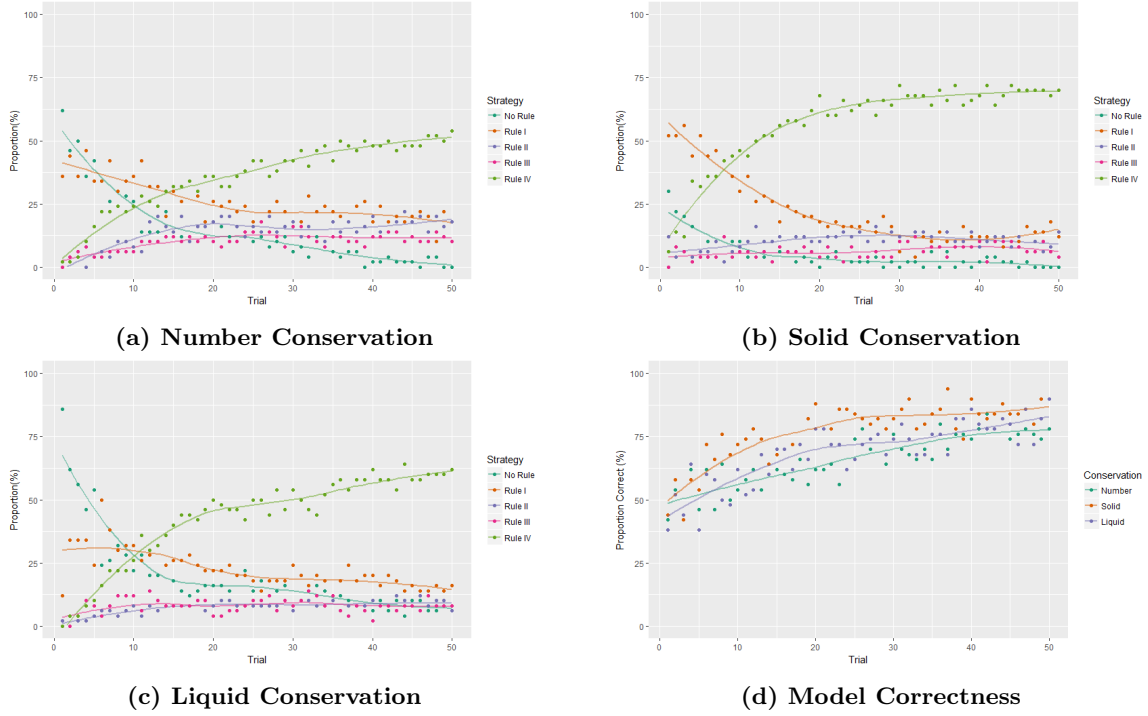 100
75
50
25
0
Proportion(%)
0 10 20 30 40 50
Trial
Strategy
No Rule
Rule I
Rule II
Rule III
Rule IV
(a) Number Conservation
100
75
50
25
0
Proportion(%)
0 10 20 30 40 50
Trial
Strategy
No Rule
Rule I
Rule II
Rule III
Rule IV
(b) Solid Conservation
100
75
50
25
0
Proportion(%)
0 10 20 30 40 50
Trial
Strategy
No Rule
Rule I
Rule II
Rule III
Rule IV
(c) Liquid Conservation
100
75
50
25
0
Proportion Correct (%)
0 10 20 30 40 50
Trial
Conservation
Number
Solid
Liquid
(d) Model Correctness